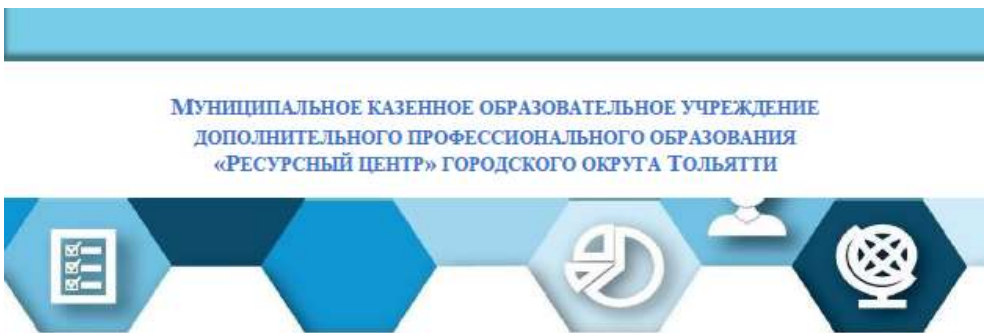 МУНИЦИПАЛЬНОЕ КАЗЕННОЕ ОБРАЗОВАТЕЛЬНОЕ УЧРЕЖДЕНИЕ
ДОПОЛНИТЕЛЬНОГО ПРОФЕССИОНАЛЬНОГО ОБРАЗОВАНИЯ
«РЕСУРСНЫЙ ЦЕНТР» ГОРОДСКОГО ОКРУГА ТОЛЬЯТТИ